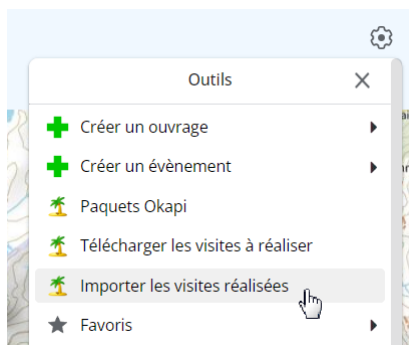 Outils
Créer un ouvrage
Créer un évènement
Paquets Okapi
Télécharger les visites à réaliser
Importer les visites réalisées
Favoris